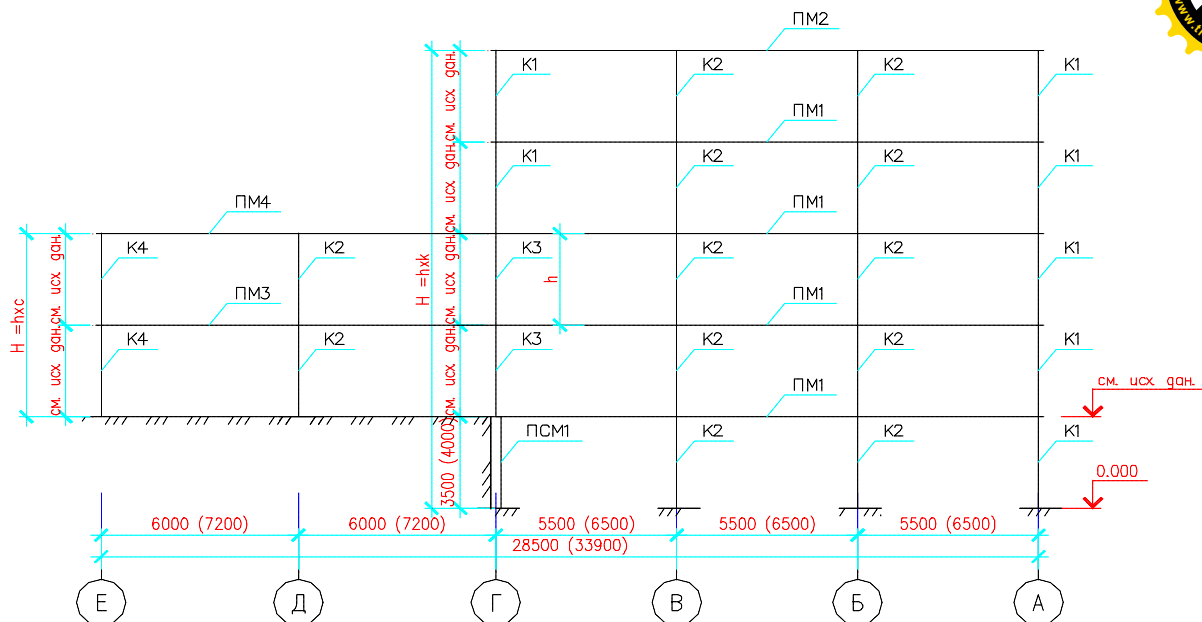 ПМ2
К1 К2 К2 К1
ПМ1
К1 К2 К2 К1
ПМ4 ПМ1
К4 К2 К3 К2 К2 К1
ПМ3 ПМ1
К4 К2 К3 К2 К2 К1
ПМ1
ПСМ1 К2 К2 К1
см. исх дан.
см. исх дан.
см. исх дан.
см. исх дан.
3500 (4000)
H =hxk
h
H =hxc
см. исх дан.
см. исх дан.
см. исх дан.
0.000
6000 (7200) 6000 (7200) 5500 (6500) 5500 (6500) 5500 (6500)
28500 (33900)
Е Д Г В Б А